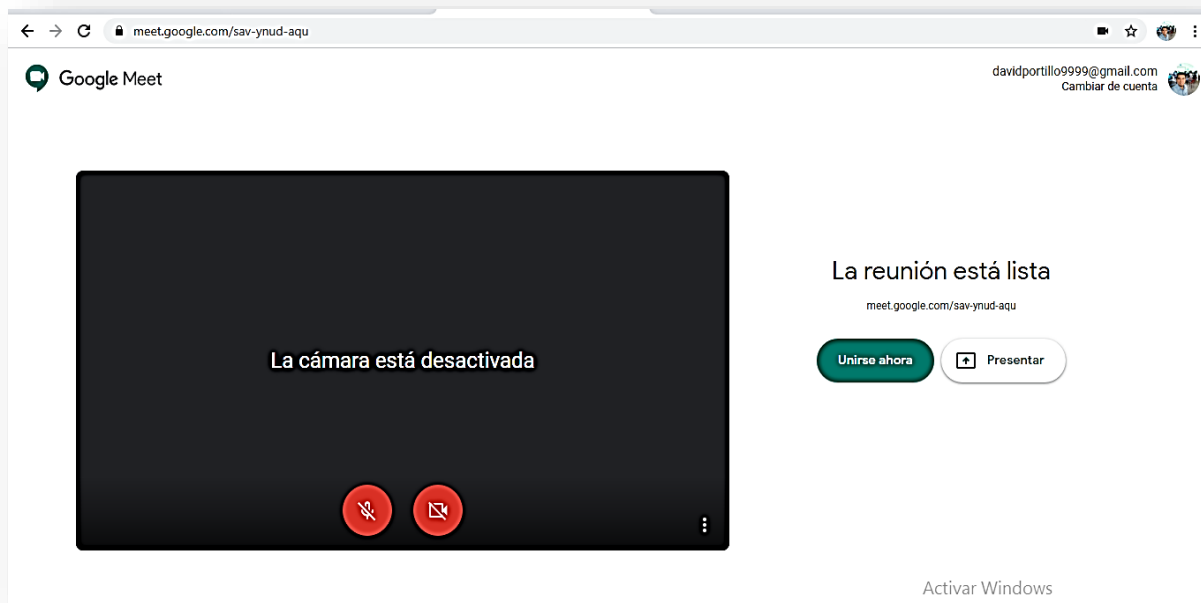 meet.google.com/sav-ynud-aqu
Google Meet
davidportillo9999@gmail.com
Cambiar de cuenta
La cámara está desactivada
La reunión está lista
meet.google.com/sav-ynud-aqu
Unirse ahora
Presentar
Activar Windows